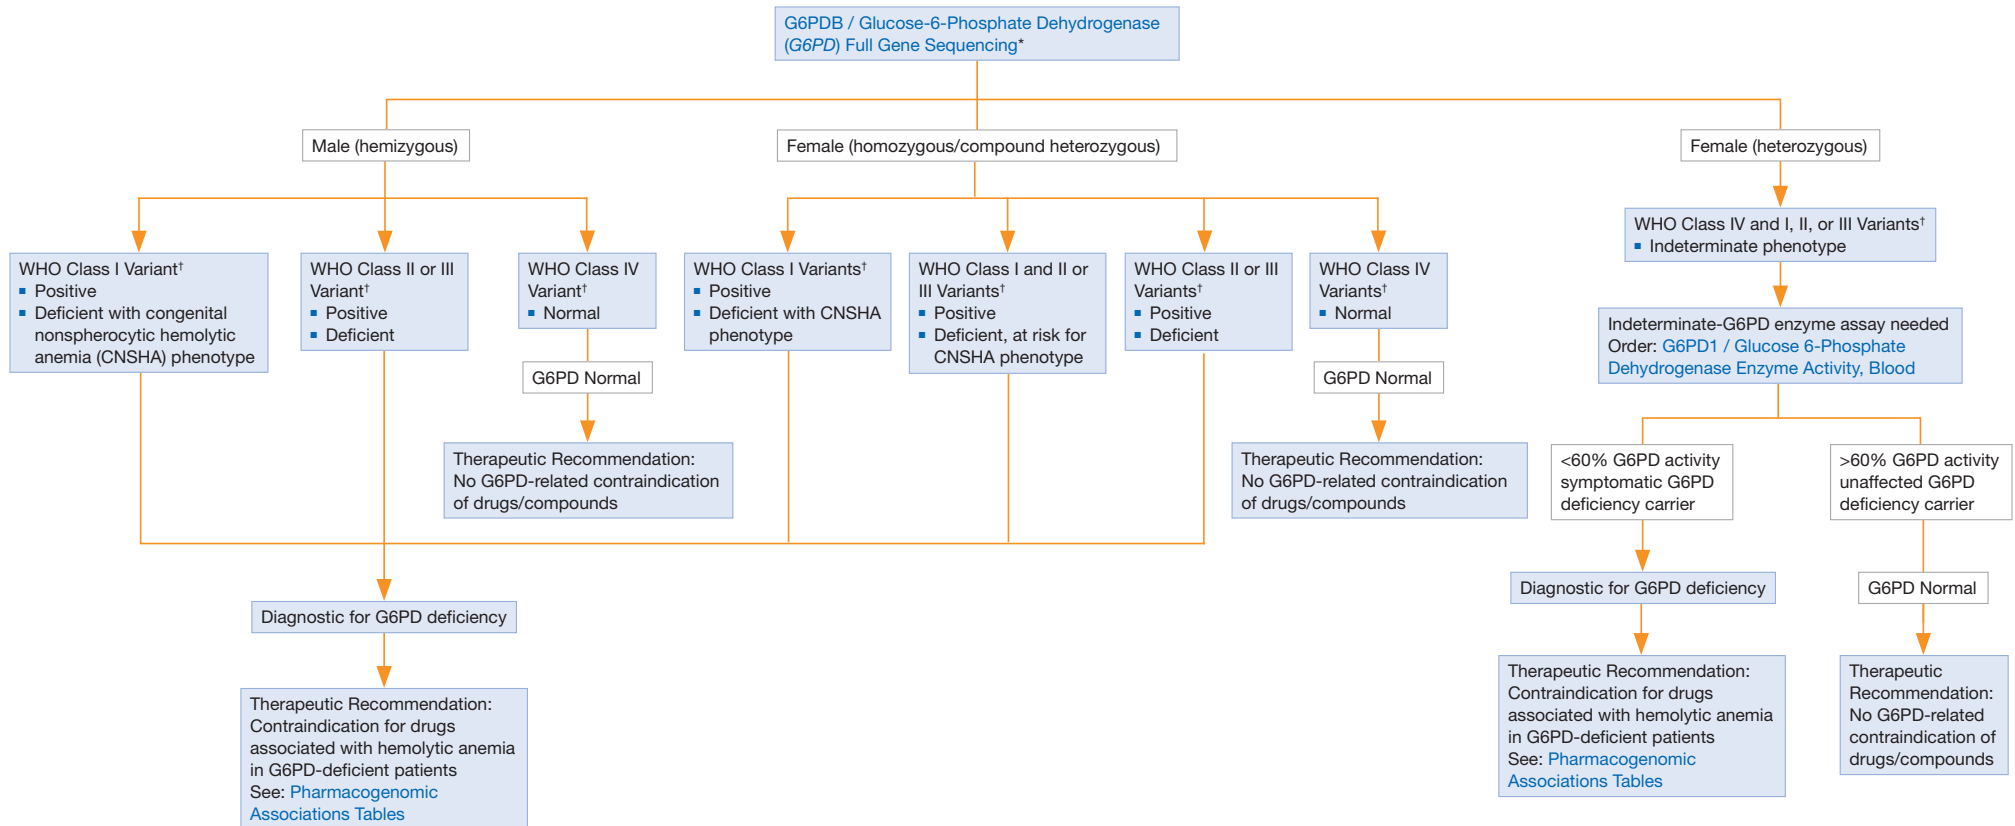 G6PDB / Glucose-6-Phosphate Dehydrogenase
(G6PD) Full Gene Sequencing*
Male (hemizygous)
Female (homozygous/compound heterozygous)
Female (heterozygous)
WHO Class I Variant†
▪ Positive
▪ Deficient with congenital
nonspherocytic hemolytic
anemia (CNSHA) phenotype
WHO Class II or III
Variant†
▪ Positive
▪ Deficient
WHO Class IV
Variant†
▪ Normal
WHO Class I Variants†
▪ Positive
▪ Deficient with CNSHA
phenotype
WHO Class I and II or
III Variants†
▪ Positive
▪ Deficient, at risk for
CNSHA phenotype
WHO Class II or III
Variants†
▪ Positive
▪ Deficient
WHO Class IV
Variants†
▪ Normal
WHO Class IV and I, II, or III Variants†
▪ Indeterminate phenotype
Indeterminate-G6PD enzyme assay needed
Order: G6PD1 / Glucose 6-Phosphate
Dehydrogenase Enzyme Activity, Blood
G6PD Normal
G6PD Normal
Therapeutic Recommendation:
No G6PD-related contraindication
of drugs/compounds
Therapeutic Recommendation:
No G6PD-related contraindication
of drugs/compounds
<60% G6PD activity
symptomatic G6PD
deficiency carrier
>60% G6PD activity
unaffected G6PD
deficiency carrier
Diagnostic for G6PD deficiency
Diagnostic for G6PD deficiency
G6PD Normal
Therapeutic Recommendation:
Contraindication for drugs
associated with hemolytic anemia
in G6PD-deficient patients
See: Pharmacogenomic
Associations Tables
Therapeutic Recommendation:
Contraindication for drugs
associated with hemolytic anemia
in G6PD-deficient patients
See: Pharmacogenomic
Associations Tables
Therapeutic
Recommendation:
No G6PD-related
contraindication of
drugs/compounds